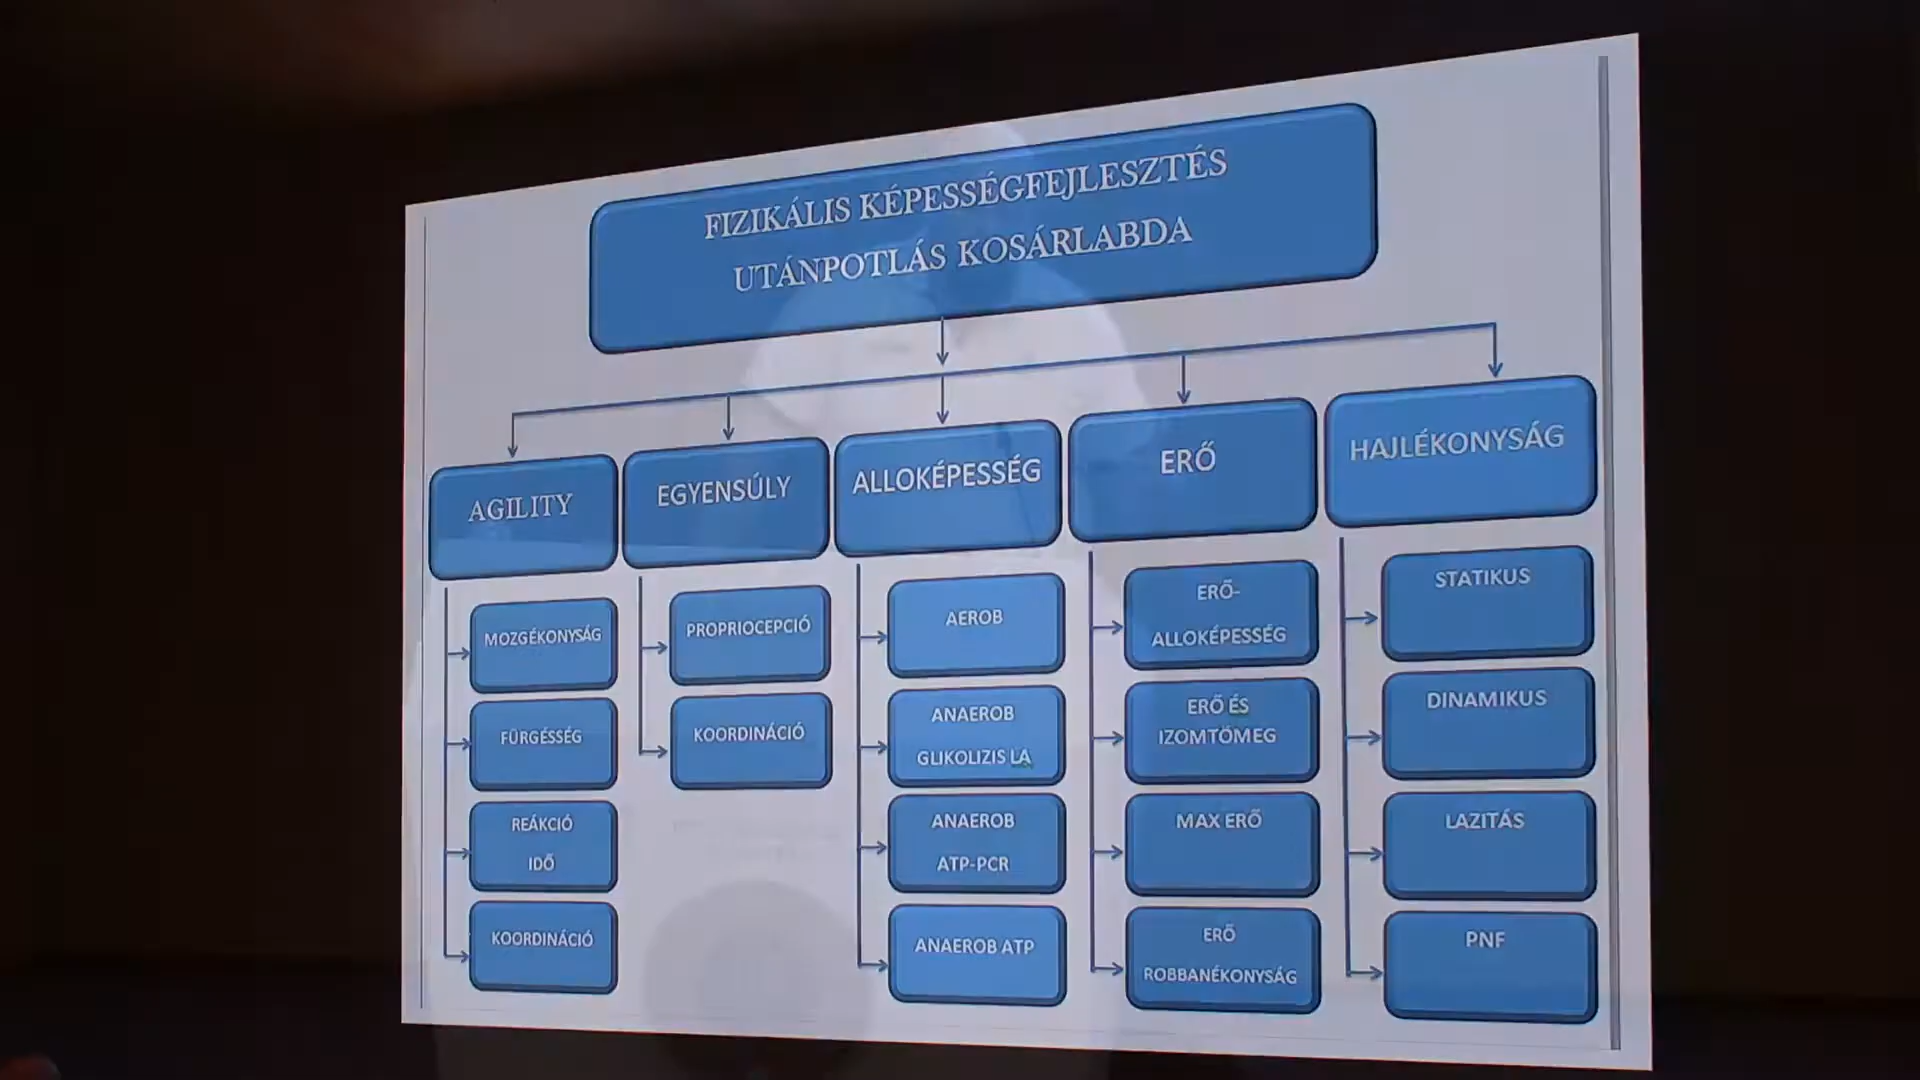 FIZIKÁLIS KÉPESSÉGFEJLESZTÉS
UTÁNPOTLÁS KOSÁRLABDA
AGILITY
MOZGÉKONYSÁG
FÜRGÉSSÉG
REÁKCIÓ
IDŐ
KOORDINÁCIÓ
EGYENSÚLY
PROPRIOCEPCIÓ
KOORDINÁCIÓ
ALLOKÉPESSÉG
AEROB
ANAEROB
GLIKOLIZIS LA
ANAEROB
ATP-PCR
ANAEROB ATP
ERŐ
ERŐ-
ALLOKÉPESSÉG
ERŐ ÉS
IZOMTÖMEG
MAX ERŐ
ERŐ
ROBBANÉKONYSÁG
HAJLÉKONYSÁG
STATIKUS
DINAMIKUS
LAZITÁS
PNF